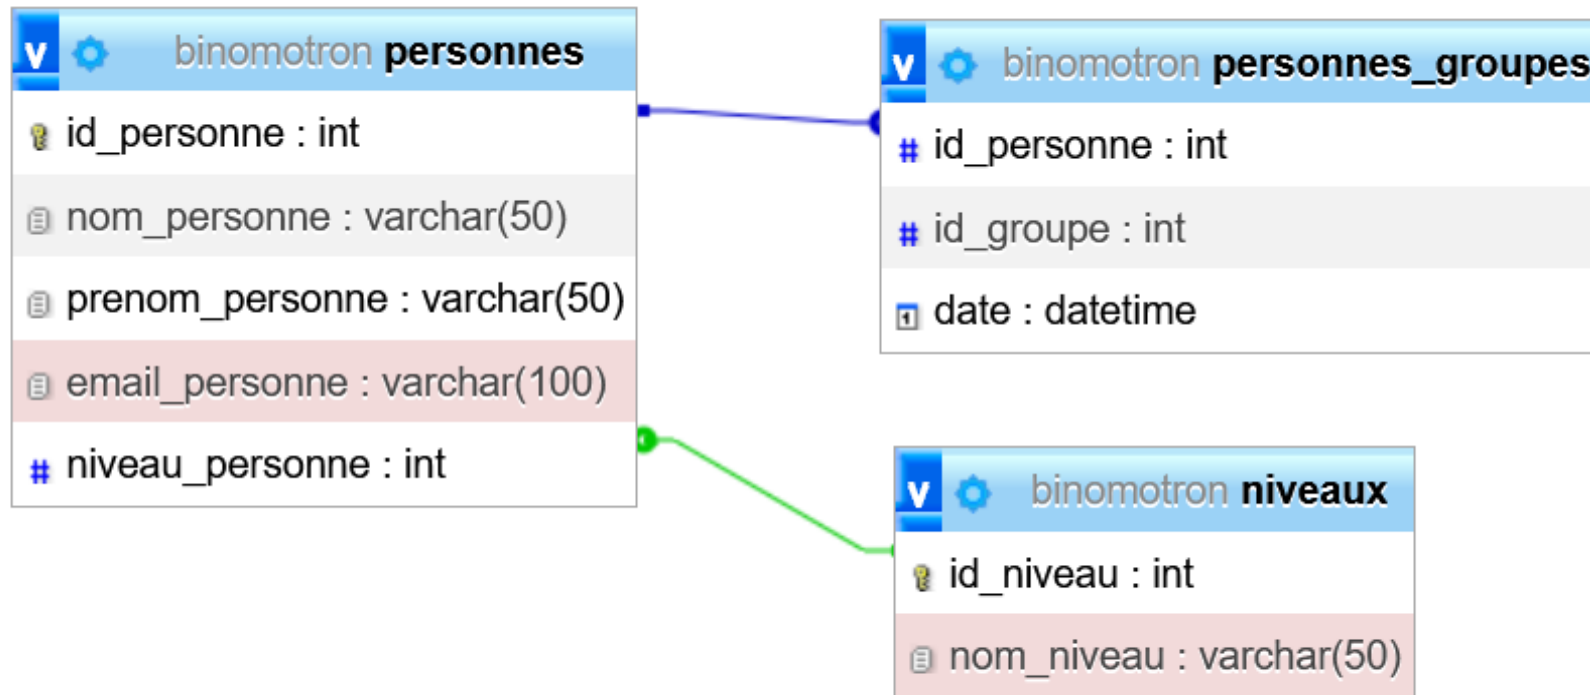 v binomotron personnes
id_personne : int
nom_personne : varchar(50)
prenom_personne : varchar(50)
email_personne : varchar(100)
# niveau_personne : int
v binomotron personnes_groupes
# id_personne : int
# id_groupe : int
date : datetime
v binomotron niveaux
id_niveau : int
nom_niveau : varchar(50)